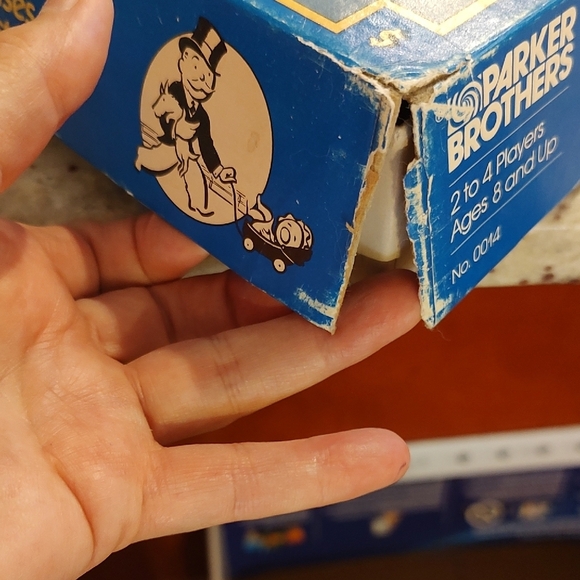 PARKER
BROTHERS
2 to 4 Players
Ages 8 and Up
No. 0014